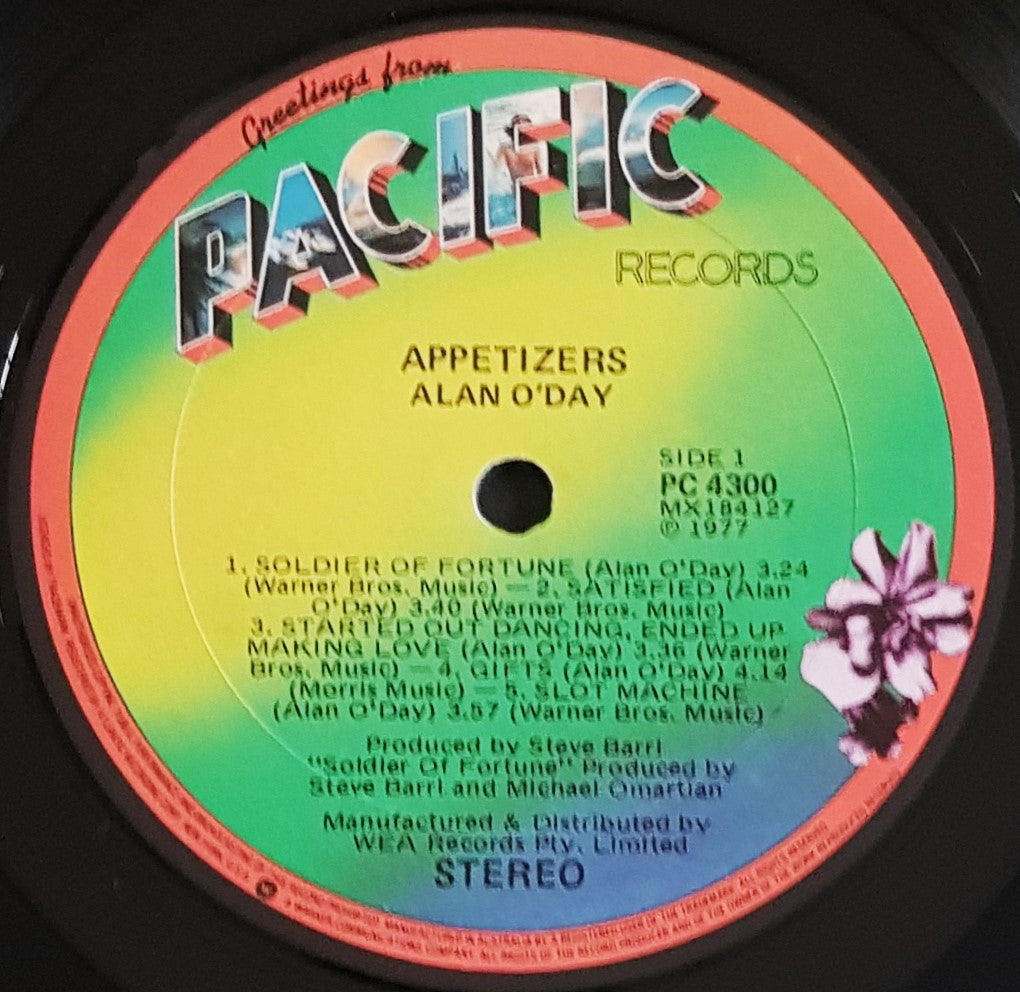 Greetings from
PACIFIC
RECORDS
APPETIZERS
ALAN O'DAY
SIDE 1
PC 4300
MX184127
℗ 1977
1. SOLDIER OF FORTUNE (Alan O'Day) 3.24
(Warner Bros. Music) — 2. SATISFIED (Alan
O'Day) 3.40 (Warner Bros. Music)
3. STARTED OUT DANCING, ENDED UP
MAKING LOVE (Alan O'Day) 3.36 (Warner
Bros. Music) — 4. GIFTS (Alan O'Day) 4.14
(Morris Music) — 5. SLOT MACHINE
(Alan O'Day) 3.57 (Warner Bros. Music)
Produced by Steve Barri
"Soldier Of Fortune" Produced by
Steve Barri and Michael Omartian
Manufactured & Distributed by
WEA Records Pty. Limited
STEREO